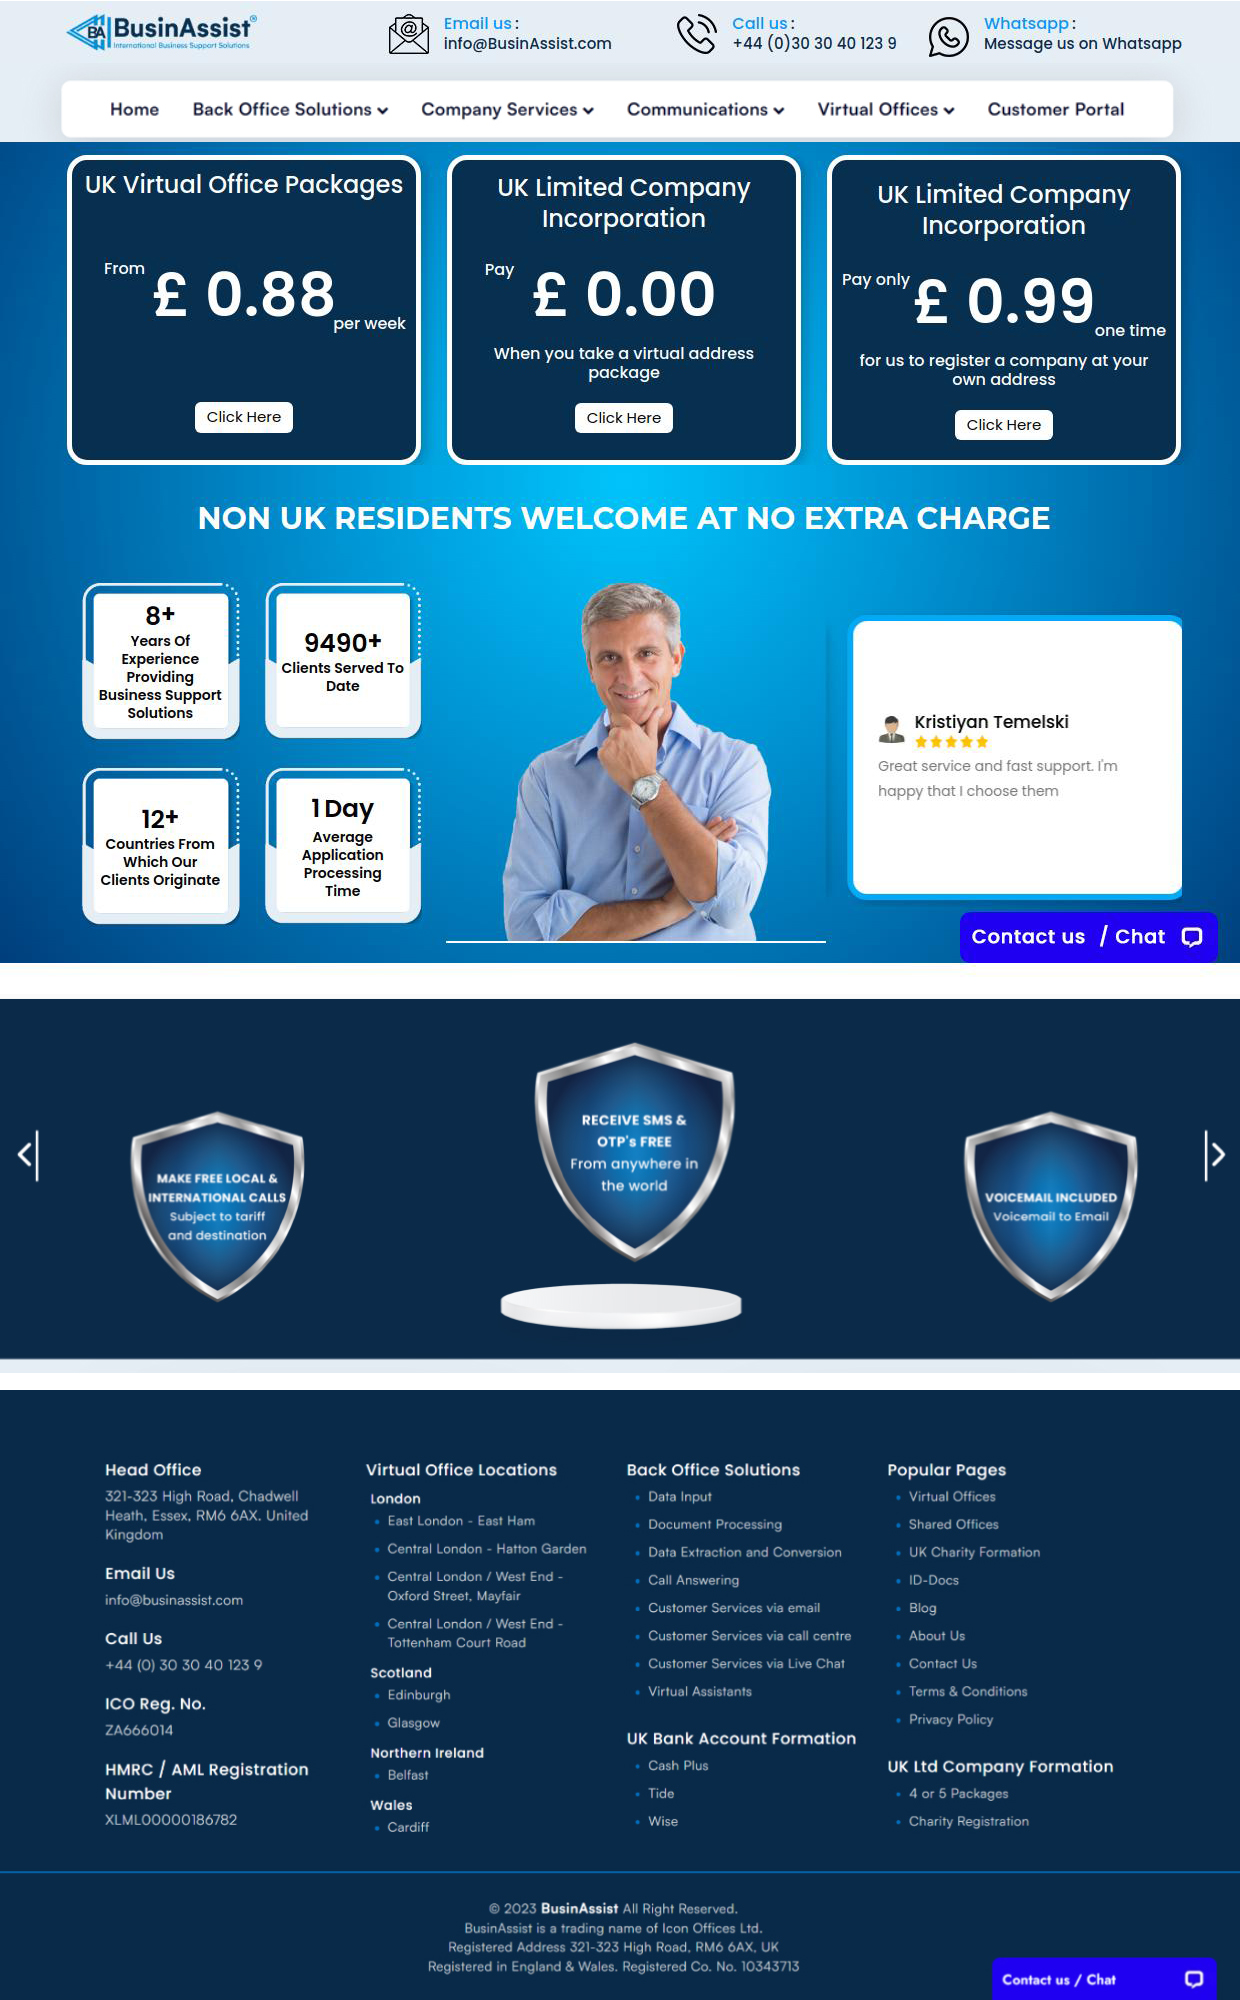 BA BusinAssist®
International Business Support Solutions
Email us :
info@BusinAssist.com
Call us :
+44 (0)30 30 40 123 9
Whatsapp :
Message us on Whatsapp
Home Back Office Solutions Company Services Communications Virtual Offices Customer Portal
UK Virtual Office Packages
From
£ 0.88
per week
Click Here
UK Limited Company
Incorporation
Pay
£ 0.00
When you take a virtual address
package
Click Here
UK Limited Company
Incorporation
Pay only
£ 0.99
one time
for us to register a company at your
own address
Click Here
NON UK RESIDENTS WELCOME AT NO EXTRA CHARGE
8+
Years Of
Experience
Providing
Business Support
Solutions
9490+
Clients Served To
Date
12+
Countries From
Which Our
Clients Originate
1 Day
Average
Application
Processing
Time
Kristiyan Temelski
Great service and fast support. I'm
happy that I choose them
Contact us / Chat
MAKE FREE LOCAL &
INTERNATIONAL CALLS
Subject to tariff
and destination
RECEIVE SMS &
OTP's FREE
From anywhere in
the world
VOICEMAIL INCLUDED
Voicemail to Email
Head Office
321-323 High Road, Chadwell
Heath, Essex, RM6 6AX. United
Kingdom
Email Us
info@businassist.com
Call Us
+44 (0) 30 30 40 123 9
ICO Reg. No.
ZA666014
HMRC / AML Registration
Number
XLML00000186782
Virtual Office Locations
London
East London - East Ham
Central London - Hatton Garden
Central London / West End -
Oxford Street, Mayfair
Central London / West End -
Tottenham Court Road
Scotland
Edinburgh
Glasgow
Northern Ireland
Belfast
Wales
Cardiff
Back Office Solutions
Data Input
Document Processing
Data Extraction and Conversion
Call Answering
Customer Services via email
Customer Services via call centre
Customer Services via Live Chat
Virtual Assistants
UK Bank Account Formation
Cash Plus
Tide
Wise
Popular Pages
Virtual Offices
Shared Offices
UK Charity Formation
ID-Docs
Blog
About Us
Contact Us
Terms & Conditions
Privacy Policy
UK Ltd Company Formation
4 or 5 Packages
Charity Registration
© 2023 BusinAssist All Right Reserved.
BusinAssist is a trading name of Icon Offices Ltd.
Registered Address 321-323 High Road, RM6 6AX, UK
Registered in England & Wales. Registered Co. No. 10343713
Contact us / Chat